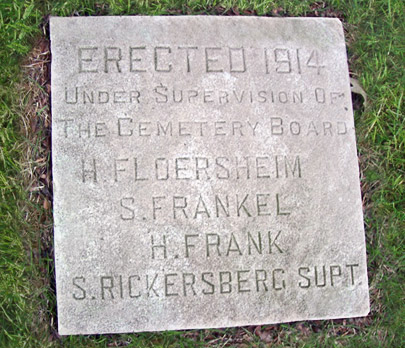 ERECTED 1914
UNDER SUPERVISION OF
THE CEMETERY BOARD
H. FLOERSHEIM
S. FRANKEL
H. FRANK
S. RICKERSBERG SUPT.